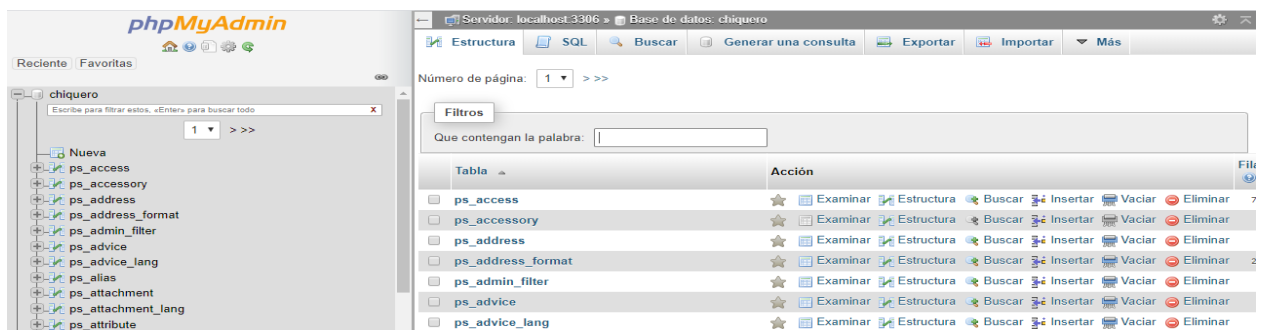 phpMyAdmin
Reciente Favoritas
chiquero
Escribe para filtrar estos, «Enter» para buscar todo X
1 > >>
Nueva
ps_access
ps_accessory
ps_address
ps_address_format
ps_admin_filter
ps_advice
ps_advice_lang
ps_alias
ps_attachment
ps_attachment_lang
ps_attribute
Servidor: localhost:3306 » Base de datos: chiquero
Estructura SQL Buscar Generar una consulta Exportar Importar Más
Número de página: 1 > >>
Filtros
Que contengan la palabra:
Tabla Acción
ps_access Examinar Estructura Buscar Insertar Vaciar Eliminar
ps_accessory Examinar Estructura Buscar Insertar Vaciar Eliminar
ps_address Examinar Estructura Buscar Insertar Vaciar Eliminar
ps_address_format Examinar Estructura Buscar Insertar Vaciar Eliminar
ps_admin_filter Examinar Estructura Buscar Insertar Vaciar Eliminar
ps_advice Examinar Estructura Buscar Insertar Vaciar Eliminar
ps_advice_lang Examinar Estructura Buscar Insertar Vaciar Eliminar